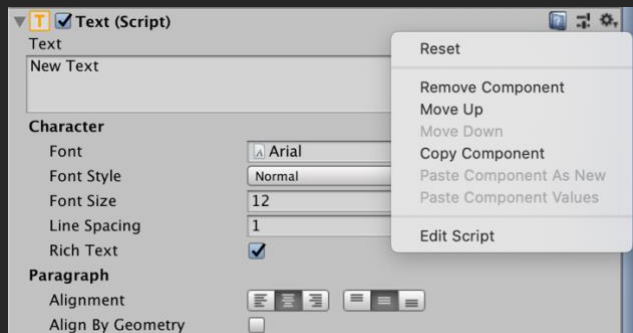 Text (Script)
Text
New Text
Character
Font
Arial
Font Style
Normal
Font Size
12
Line Spacing
1
Rich Text
Paragraph
Alignment
Align By Geometry
Reset
Remove Component
Move Up
Move Down
Copy Component
Paste Component As New
Paste Component Values
Edit Script